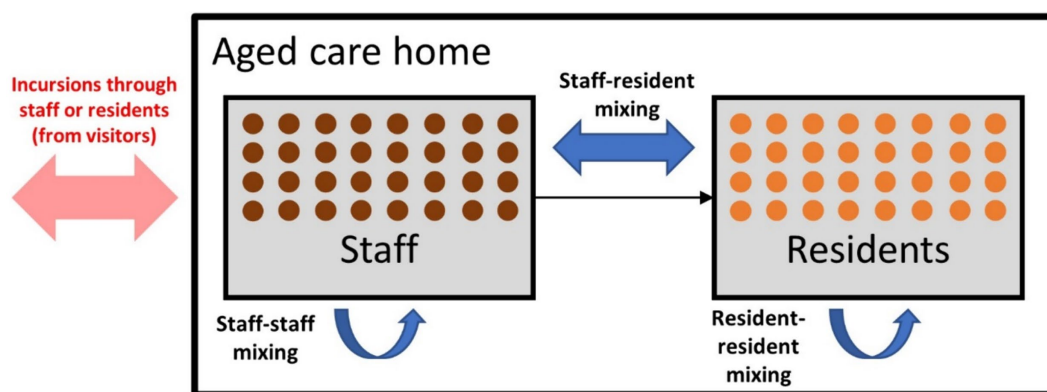 Aged care home
Incursions through
staff or residents
(from visitors)
Staff-resident
mixing
Staff
Residents
Staff-staff
mixing
Resident-
resident
mixing